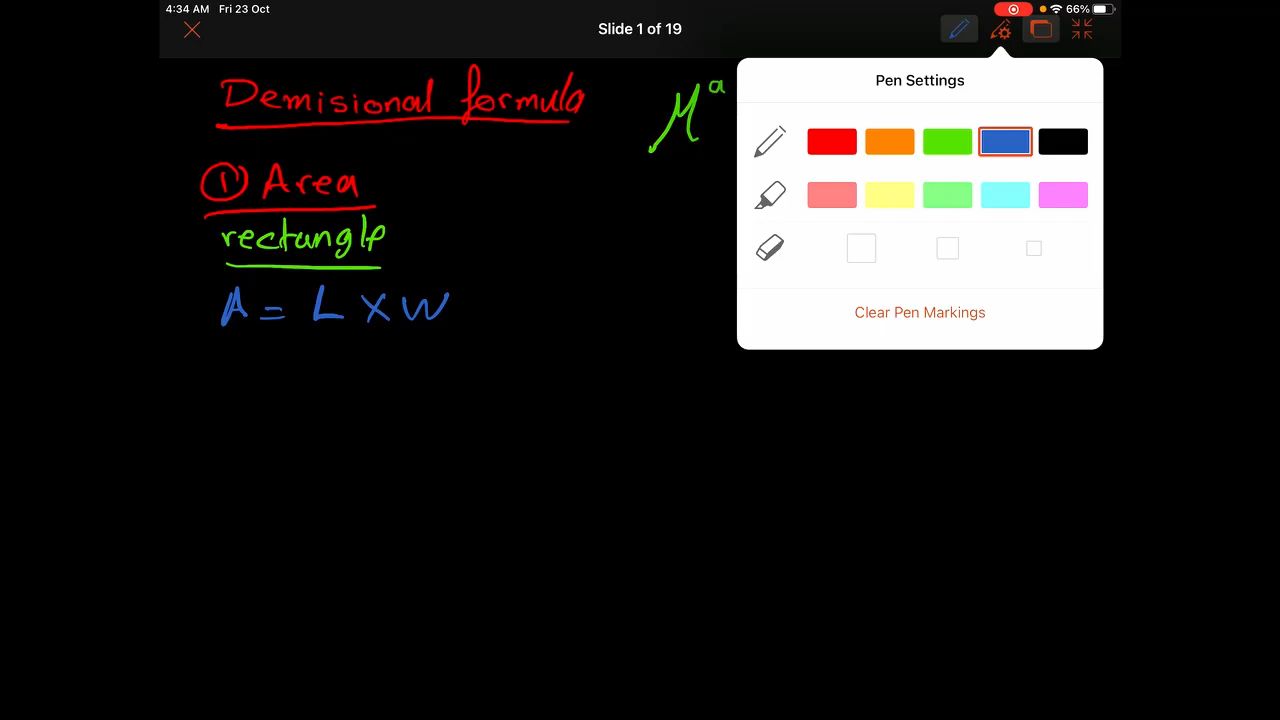 4:34 AM Fri 23 Oct
66%
Slide 1 of 19
Demisional formula
M^a
Pen Settings
① Area
rectangle
A = L × W
Clear Pen Markings